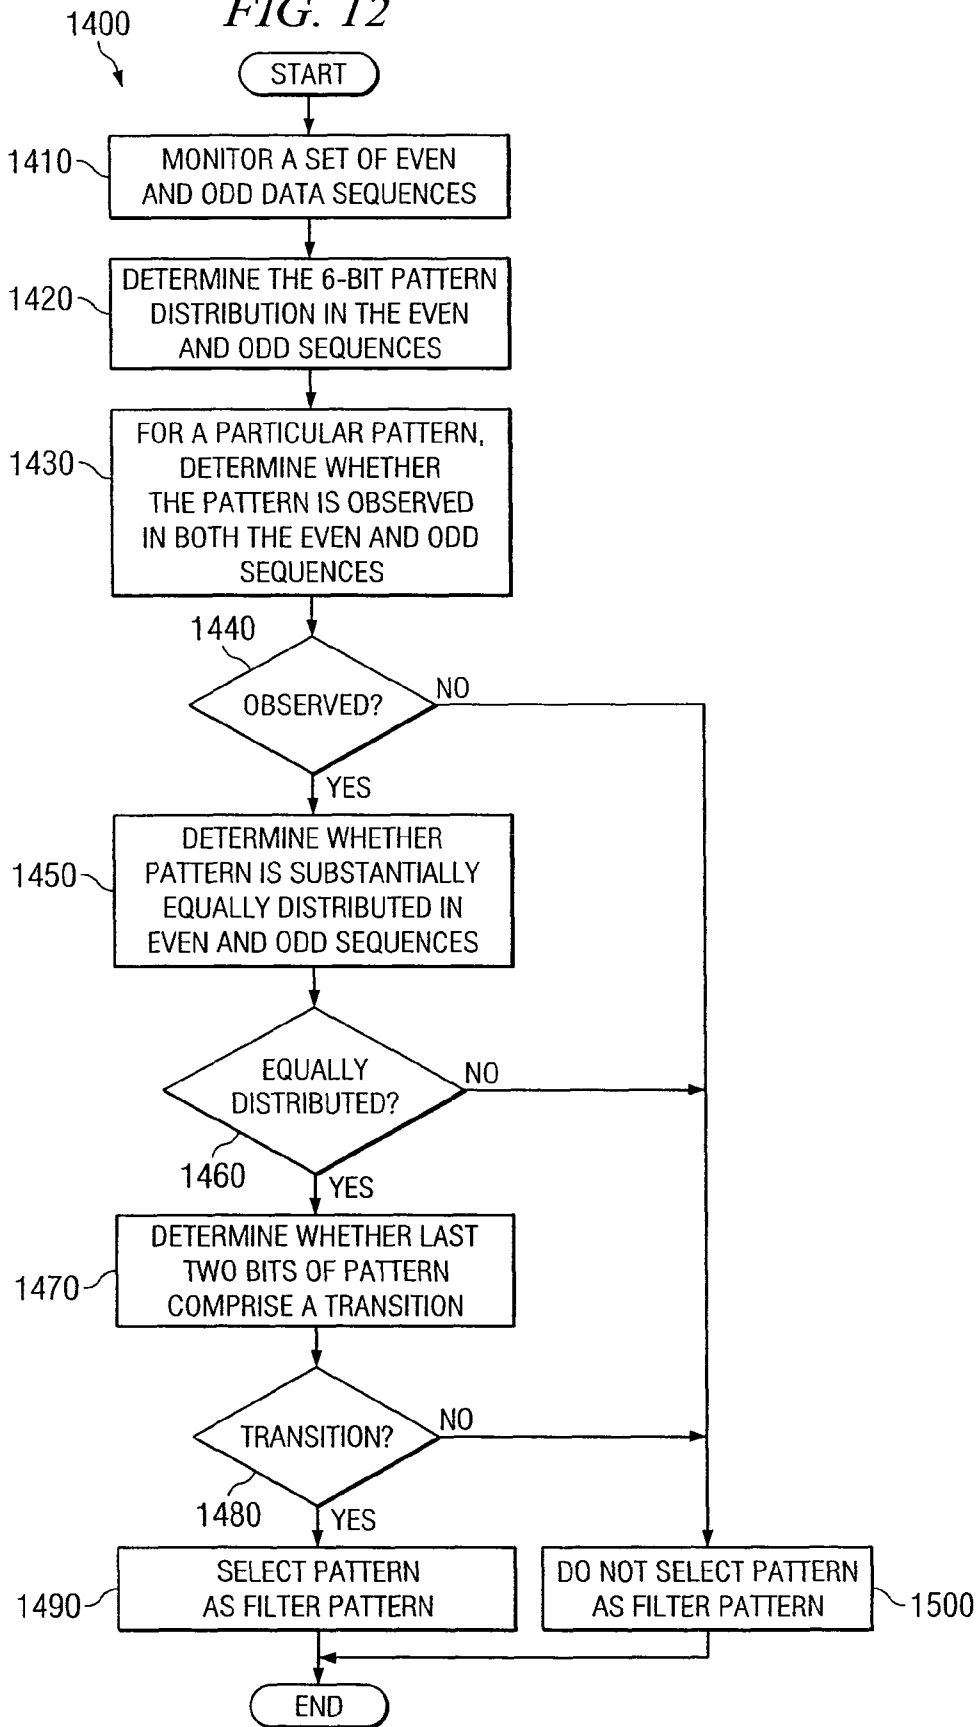 FIG. 12
1400
START
1410
MONITOR A SET OF EVEN
AND ODD DATA SEQUENCES
1420
DETERMINE THE 6-BIT PATTERN
DISTRIBUTION IN THE EVEN
AND ODD SEQUENCES
1430
FOR A PARTICULAR PATTERN,
DETERMINE WHETHER
THE PATTERN IS OBSERVED
IN BOTH THE EVEN AND ODD
SEQUENCES
1440
OBSERVED?
NO
YES
1450
DETERMINE WHETHER
PATTERN IS SUBSTANTIALLY
EQUALLY DISTRIBUTED IN
EVEN AND ODD SEQUENCES
EQUALLY
DISTRIBUTED?
NO
1460
YES
1470
DETERMINE WHETHER LAST
TWO BITS OF PATTERN
COMPRISE A TRANSITION
TRANSITION?
NO
1480
YES
1490
SELECT PATTERN
AS FILTER PATTERN
DO NOT SELECT PATTERN
AS FILTER PATTERN
1500
END